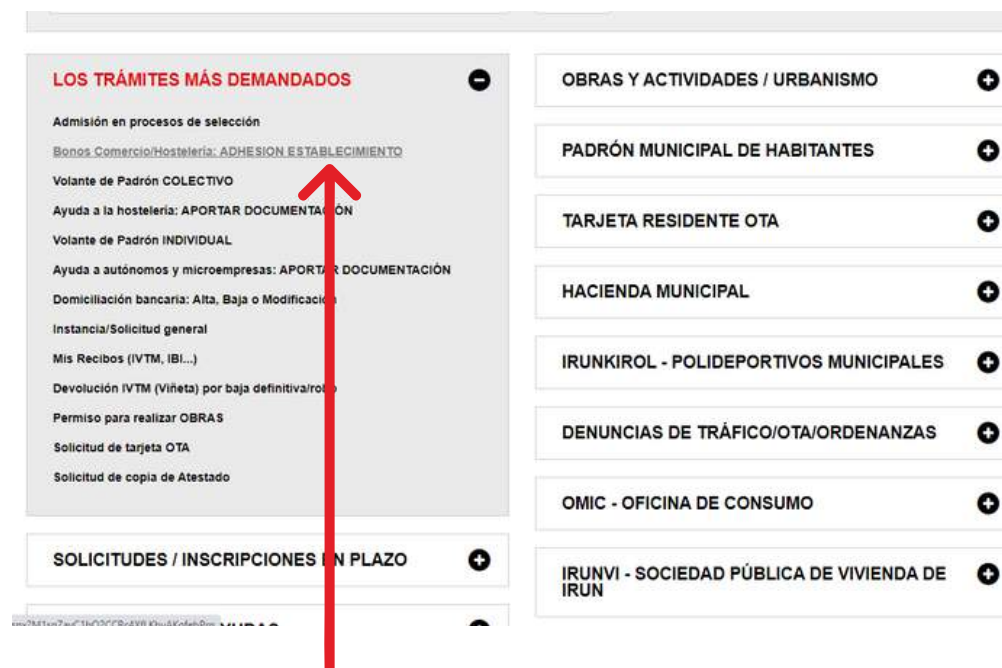 LOS TRÁMITES MÁS DEMANDADOS
Admisión en procesos de selección
Bonos Comercio/Hostelería: ADHESION ESTABLECIMIENTO
Volante de Padrón COLECTIVO
Ayuda a la hostelería: APORTAR DOCUMENTACIÓN
Volante de Padrón INDIVIDUAL
Ayuda a autónomos y microempresas: APORTAR DOCUMENTACIÓN
Domiciliación bancaria: Alta, Baja o Modificación
Instancia/Solicitud general
Mis Recibos (IVTM, IBI...)
Devolución IVTM (Viñeta) por baja definitiva/robo
Permiso para realizar OBRAS
Solicitud de tarjeta OTA
Solicitud de copia de Atestado
SOLICITUDES / INSCRIPCIONES EN PLAZO
OBRAS Y ACTIVIDADES / URBANISMO
PADRÓN MUNICIPAL DE HABITANTES
TARJETA RESIDENTE OTA
HACIENDA MUNICIPAL
IRUNKIROL - POLIDEPORTIVOS MUNICIPALES
DENUNCIAS DE TRÁFICO/OTA/ORDENANZAS
OMIC - OFICINA DE CONSUMO
IRUNVI - SOCIEDAD PÚBLICA DE VIVIENDA DE
IRUN